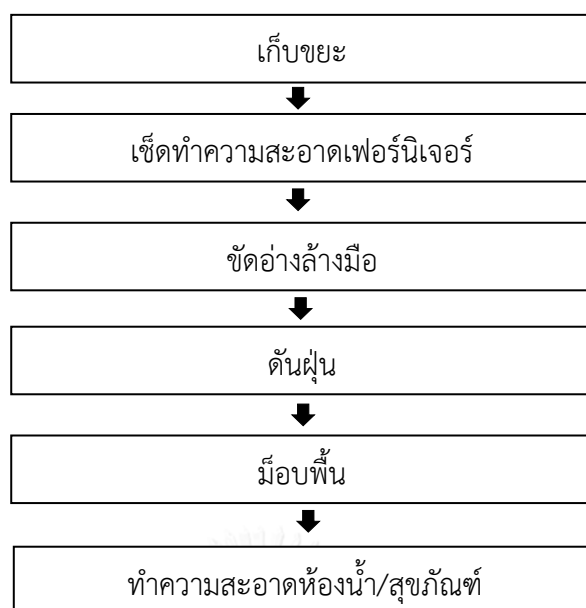 เก็บขยะ
เช็ดทำความสะอาดเฟอร์นิเจอร์
ขัดอ่างล้างมือ
ดันฝุ่น
ม็อบพื้น
ทำความสะอาดห้องน้ำ/สุขภัณฑ์